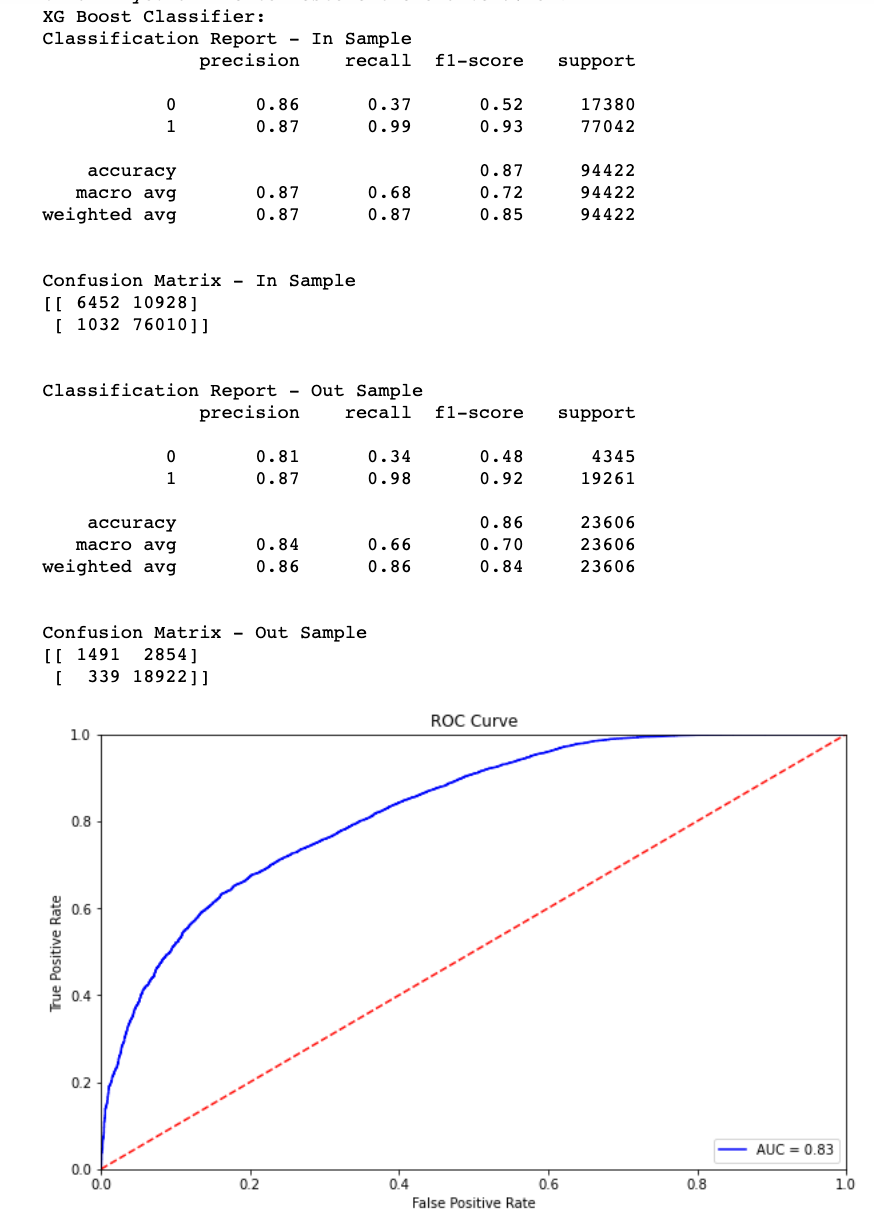 XG Boost Classifier:
Classification Report - In Sample
precision recall f1-score support
0 0.86 0.37 0.52 17380
1 0.87 0.99 0.93 77042
accuracy 0.87 94422
macro avg 0.87 0.68 0.72 94422
weighted avg 0.87 0.87 0.85 94422
Confusion Matrix - In Sample
[[ 6452 10928]
[ 1032 76010]]
Classification Report - Out Sample
precision recall f1-score support
0 0.81 0.34 0.48 4345
1 0.87 0.98 0.92 19261
accuracy 0.86 23606
macro avg 0.84 0.66 0.70 23606
weighted avg 0.86 0.86 0.84 23606
Confusion Matrix - Out Sample
[[ 1491 2854]
[ 339 18922]]
ROC Curve
1.0
0.8
0.6
0.4
0.2
0.0
True Positive Rate
AUC = 0.83
0.0 0.2 0.4 0.6 0.8 1.0
False Positive Rate